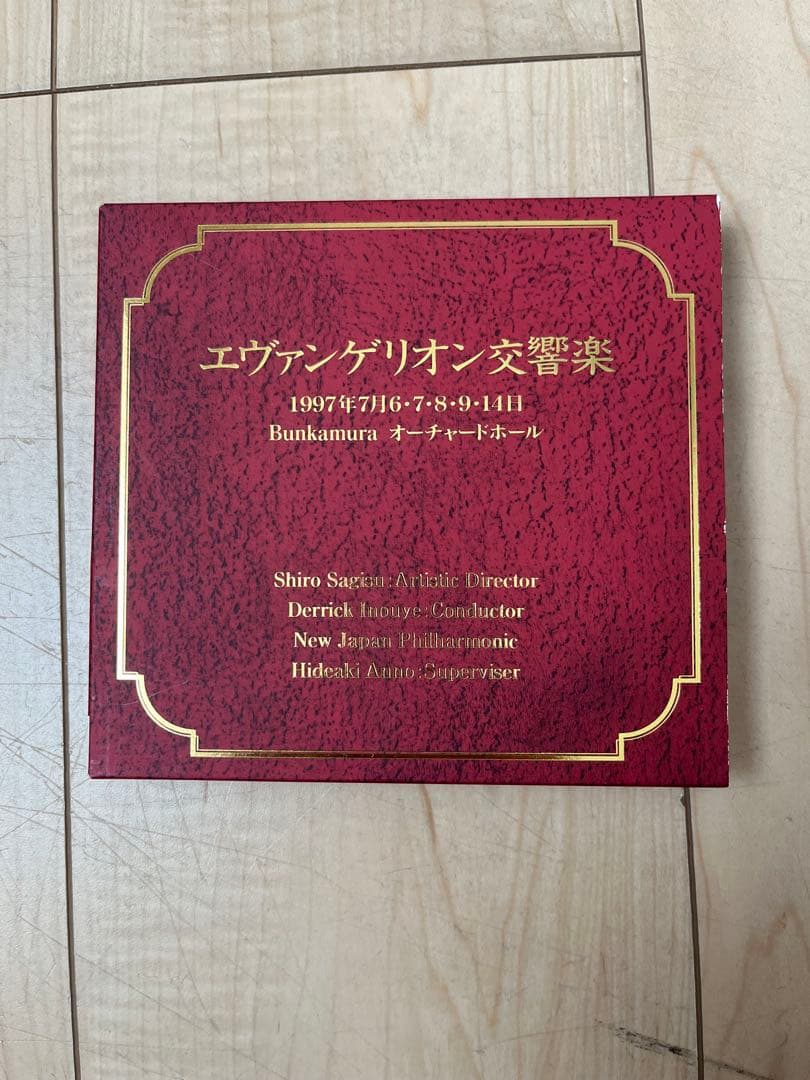 エヴァンゲリオン交響楽
1997年7月6・7・8・9・14日
Bunkamura オーチャードホール
Shiro Sagisu:Artistic Director
Derrick Inouye:Conductor
New Japan Philharmonic
Hideaki Anno:Superviser